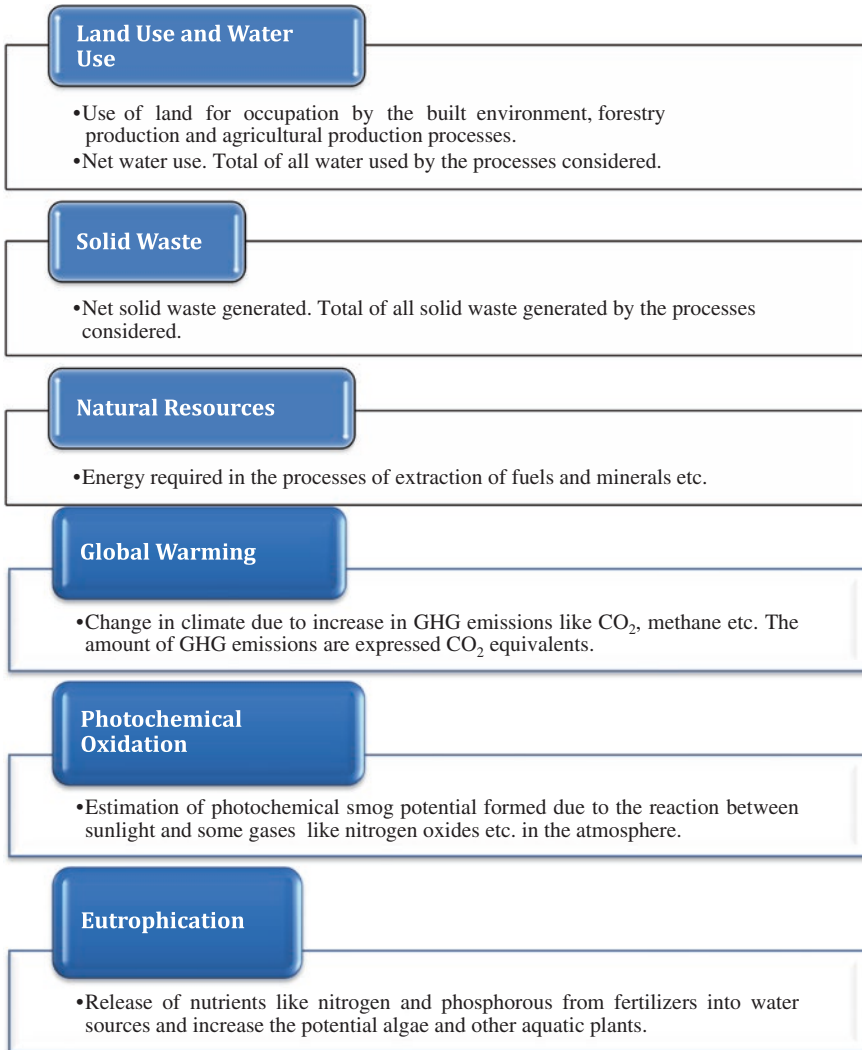 Land Use and Water
Use
•Use of land for occupation by the built environment, forestry
production and agricultural production processes.
•Net water use. Total of all water used by the processes considered.
Solid Waste
•Net solid waste generated. Total of all solid waste generated by the processes
considered.
Natural Resources
•Energy required in the processes of extraction of fuels and minerals etc.
Global Warming
•Change in climate due to increase in GHG emissions like CO₂, methane etc. The
amount of GHG emissions are expressed CO₂ equivalents.
Photochemical
Oxidation
•Estimation of photochemical smog potential formed due to the reaction between
sunlight and some gases like nitrogen oxides etc. in the atmosphere.
Eutrophication
•Release of nutrients like nitrogen and phosphorous from fertilizers into water
sources and increase the potential algae and other aquatic plants.